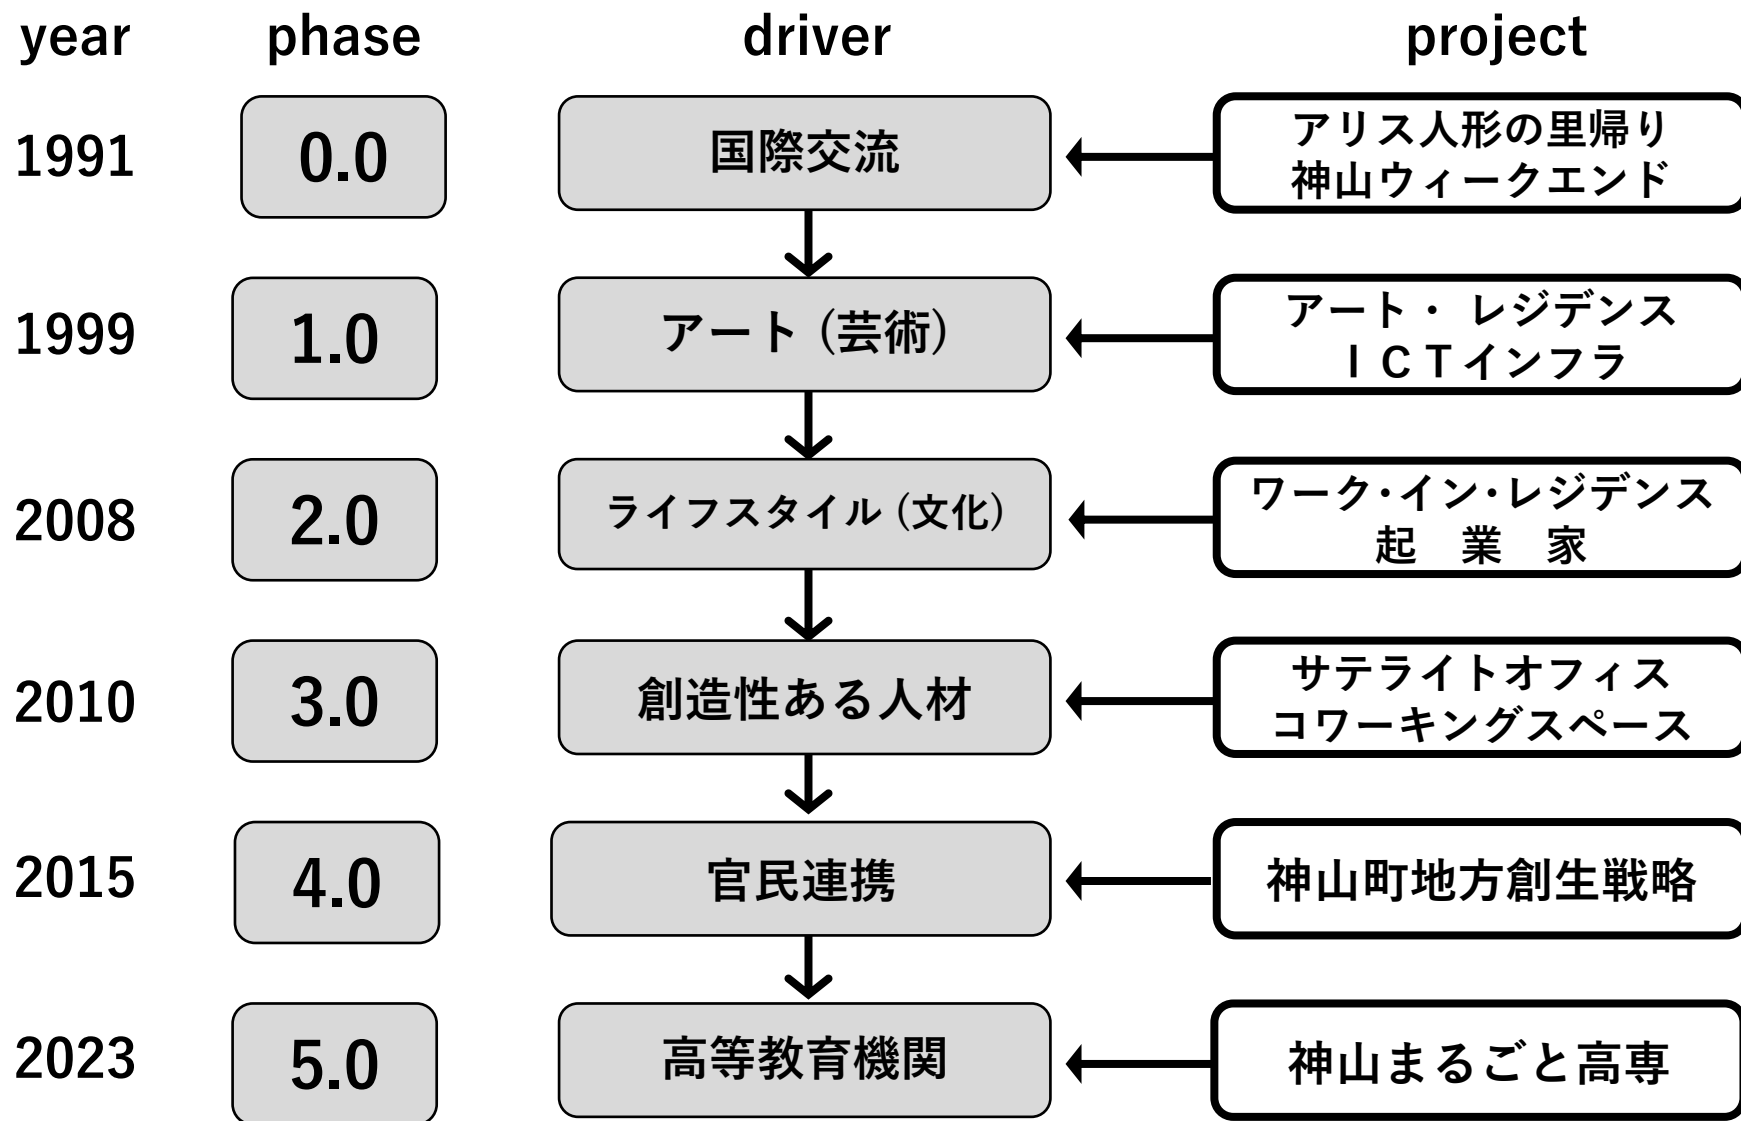 year phase driver project
1991 0.0 国際交流 アリス人形の里帰り
神山ウィークエンド
1999 1.0 アート（芸術） アート・ レジデンス
ＩＣＴインフラ
2008 2.0 ライフスタイル（文化） ワーク・イン・レジデンス
起　業　家
2010 3.0 創造性ある人材 サテライトオフィス
コワーキングスペース
2015 4.0 官民連携 神山町地方創生戦略
2023 5.0 高等教育機関 神山まるごと高専